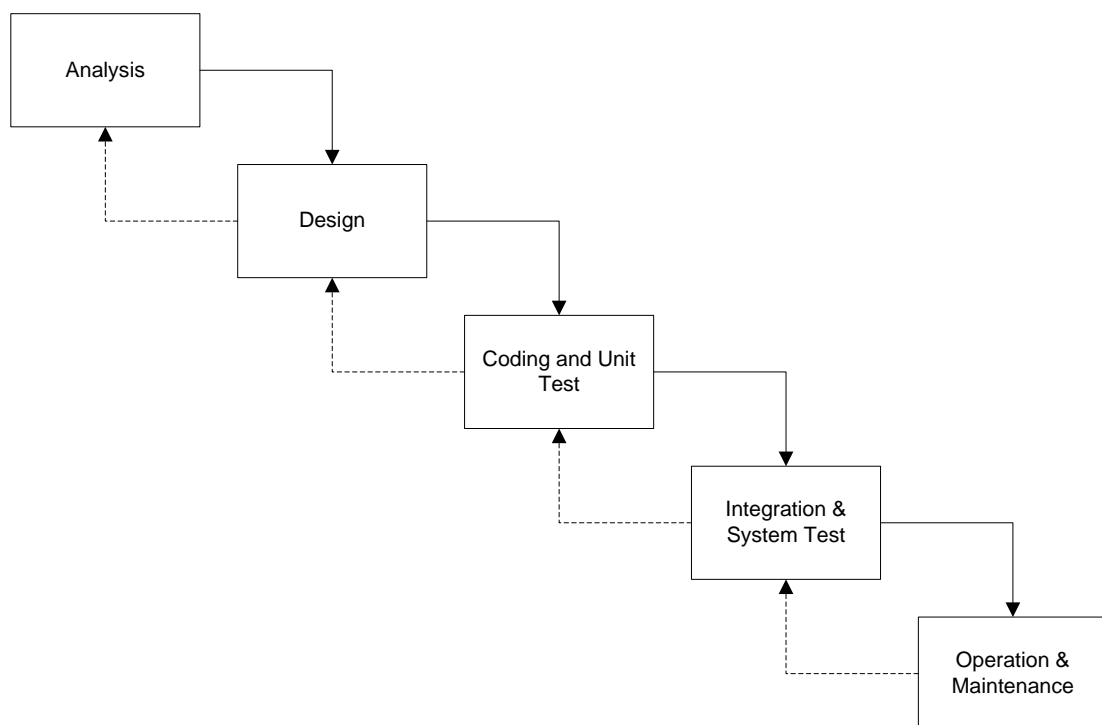 Analysis
Design
Coding and Unit
Test
Integration &
System Test
Operation &
Maintenance